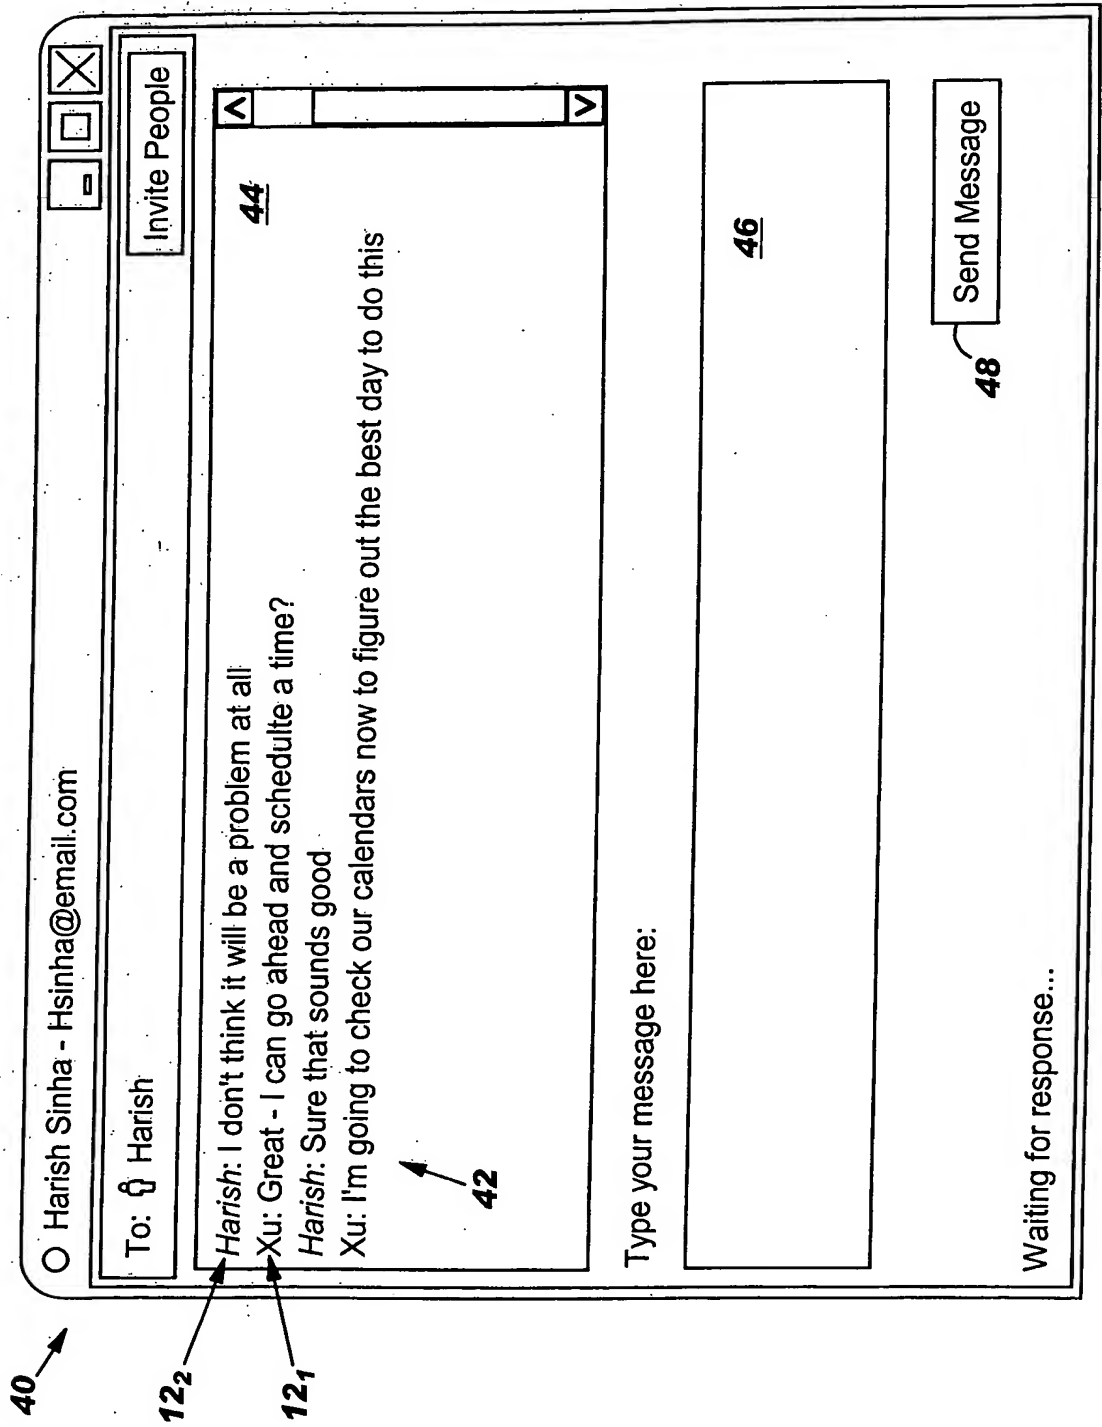 40
Harish Sinha - Hsinha@email.com
To: Harish
Invite People
12₂
Harish: I don't think it will be a problem at all
44
12₁
Xu: Great - I can go ahead and schedulte a time?
Harish: Sure that sounds good
Xu: I'm going to check our calendars now to figure out the best day to do this
42
Type your message here:
46
48
Send Message
Waiting for response...